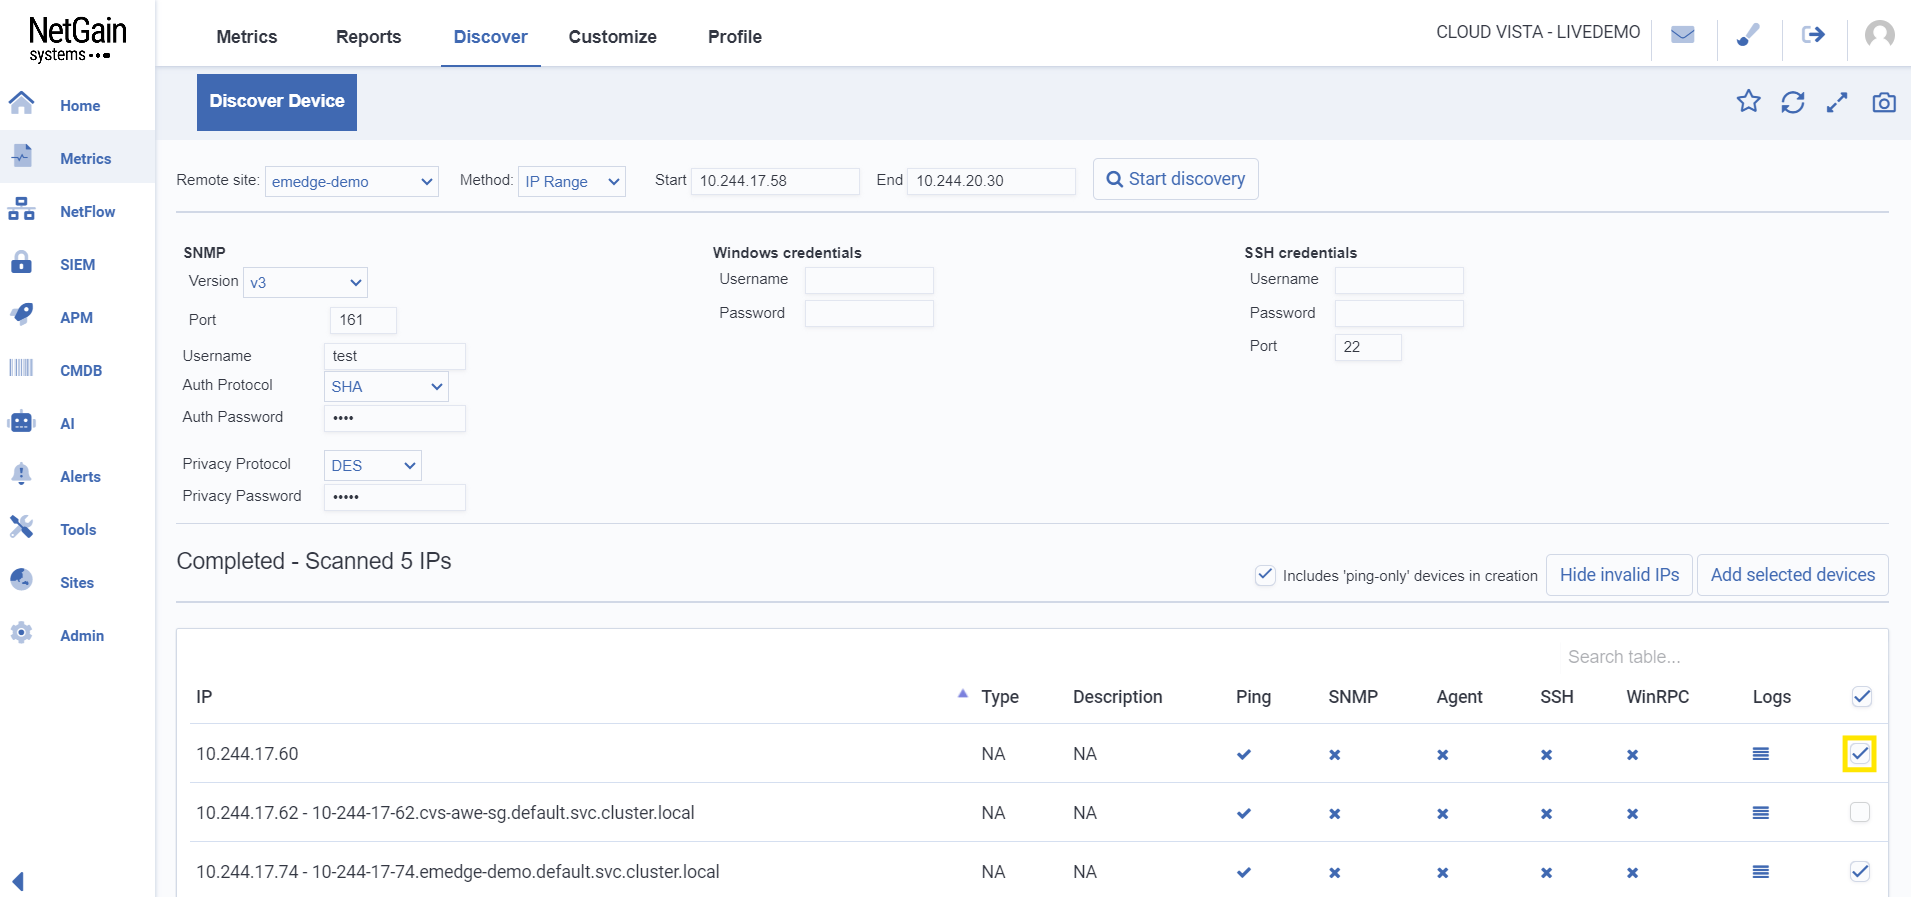 NetGain
systems
Metrics
Reports
Discover
Customize
Profile
CLOUD VISTA - LIVEDEMO
Home
Metrics
NetFlow
SIEM
APM
CMDB
AI
Alerts
Tools
Sites
Admin
Discover Device
Remote site: emedge-demo Method: IP Range Start 10.244.17.58 End 10.244.20.30 Start discovery
SNMP
Version v3
Port 161
Username test
Auth Protocol SHA
Auth Password ••••
Privacy Protocol DES
Privacy Password •••••
Windows credentials
Username
Password
SSH credentials
Username
Password
Port 22
Completed - Scanned 5 IPs
Includes 'ping-only' devices in creation
Hide invalid IPs
Add selected devices
Search table...
IP Type Description Ping SNMP Agent SSH WinRPC Logs
10.244.17.60 NA NA
10.244.17.62 - 10-244-17-62.cvs-awe-sg.default.svc.cluster.local NA NA
10.244.17.74 - 10-244-17-74.emedge-demo.default.svc.cluster.local NA NA